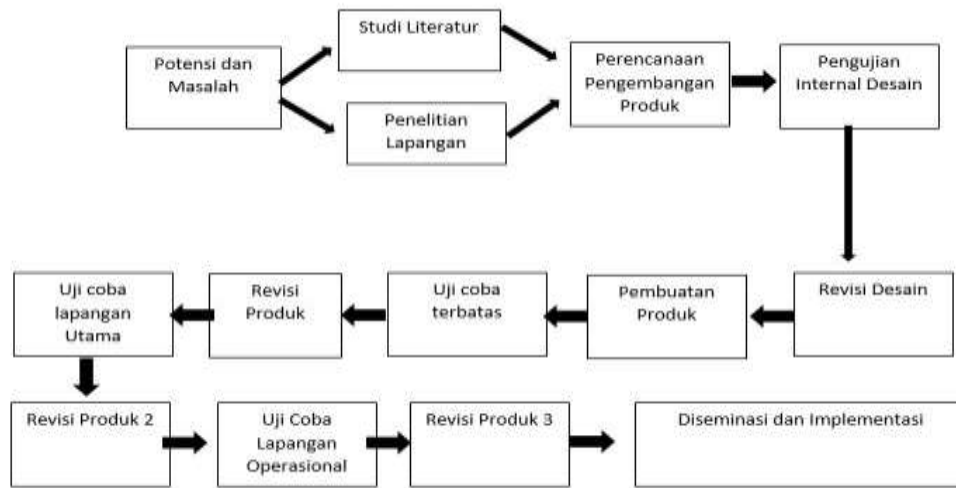 Studi Literatur
Potensi dan
Masalah
Penelitian
Lapangan
Perencanaan
Pengembangan
Produk
Pengujian
Internal Desain
Revisi Desain
Pembuatan
Produk
Uji coba
terbatas
Revisi
Produk
Uji coba
lapangan
Utama
Revisi Produk 2
Uji Coba
Lapangan
Operasional
Revisi Produk 3
Diseminasi dan Implementasi